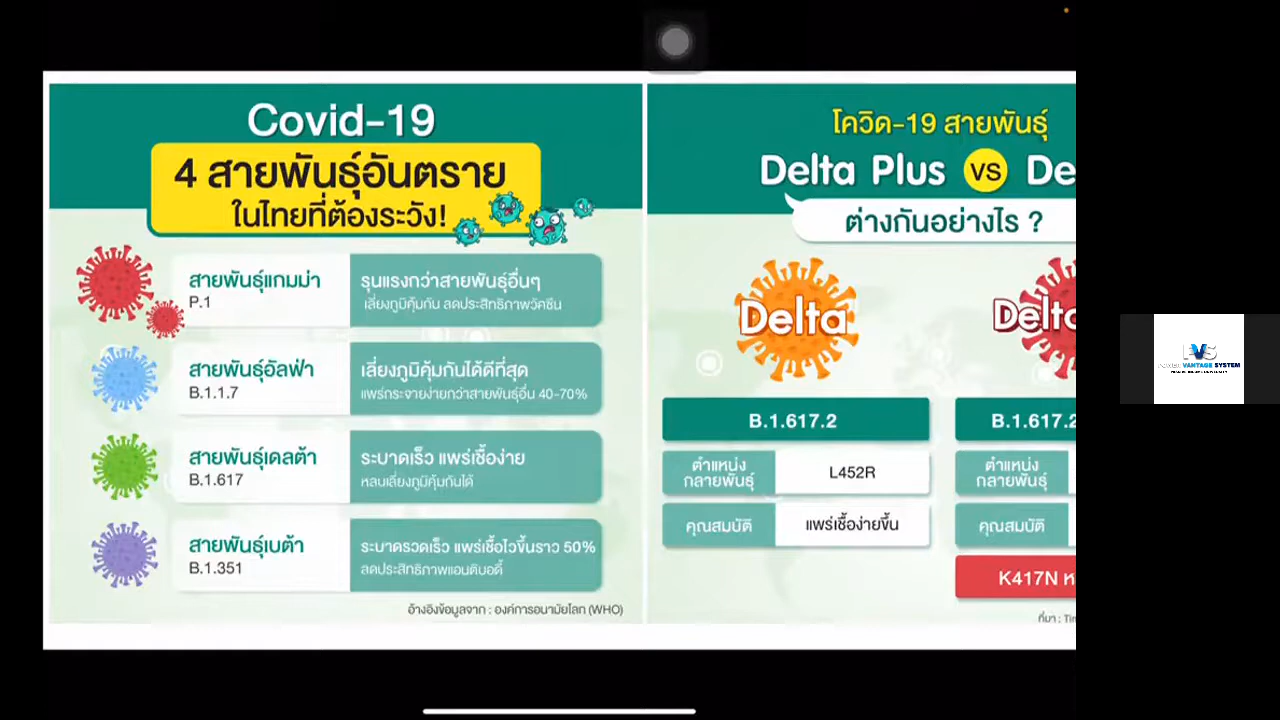 Covid-19
4 สายพันธุ์อันตราย
ในไทยที่ต้องระวัง!
สายพันธุ์แกมม่า
P.1
รุนแรงกว่าสายพันธุ์อื่นๆ
เลี่ยงภูมิคุ้มกัน ลดประสิทธิภาพวัคซีน
สายพันธุ์อัลฟ่า
B.1.1.7
เลี่ยงภูมิคุ้มกันได้ดีที่สุด
แพร่กระจายง่ายกว่าสายพันธุ์อื่น 40-70%
สายพันธุ์เดลต้า
B.1.617
ระบาดเร็ว แพร่เชื้อง่าย
หลบเลี่ยงภูมิคุ้มกันได้
สายพันธุ์เบต้า
B.1.351
ระบาดรวดเร็ว แพร่เชื้อไวขึ้นราว 50%
ลดประสิทธิภาพแอนติบอดี้
อ้างอิงข้อมูลจาก : องค์การอนามัยโลก (WHO)
โควิด-19 สายพันธุ์
Delta Plus VS De
ต่างกันอย่างไร ?
Delta
Delta
B.1.617.2
B.1.617.2
ตำแหน่ง
กลายพันธุ์
L452R
ตำแหน่ง
กลายพันธุ์
คุณสมบัติ
แพร่เชื้อง่ายขึ้น
คุณสมบัติ
K417N ห
ที่มา : Tin
PVS
POWER VANTAGE SYSTEM